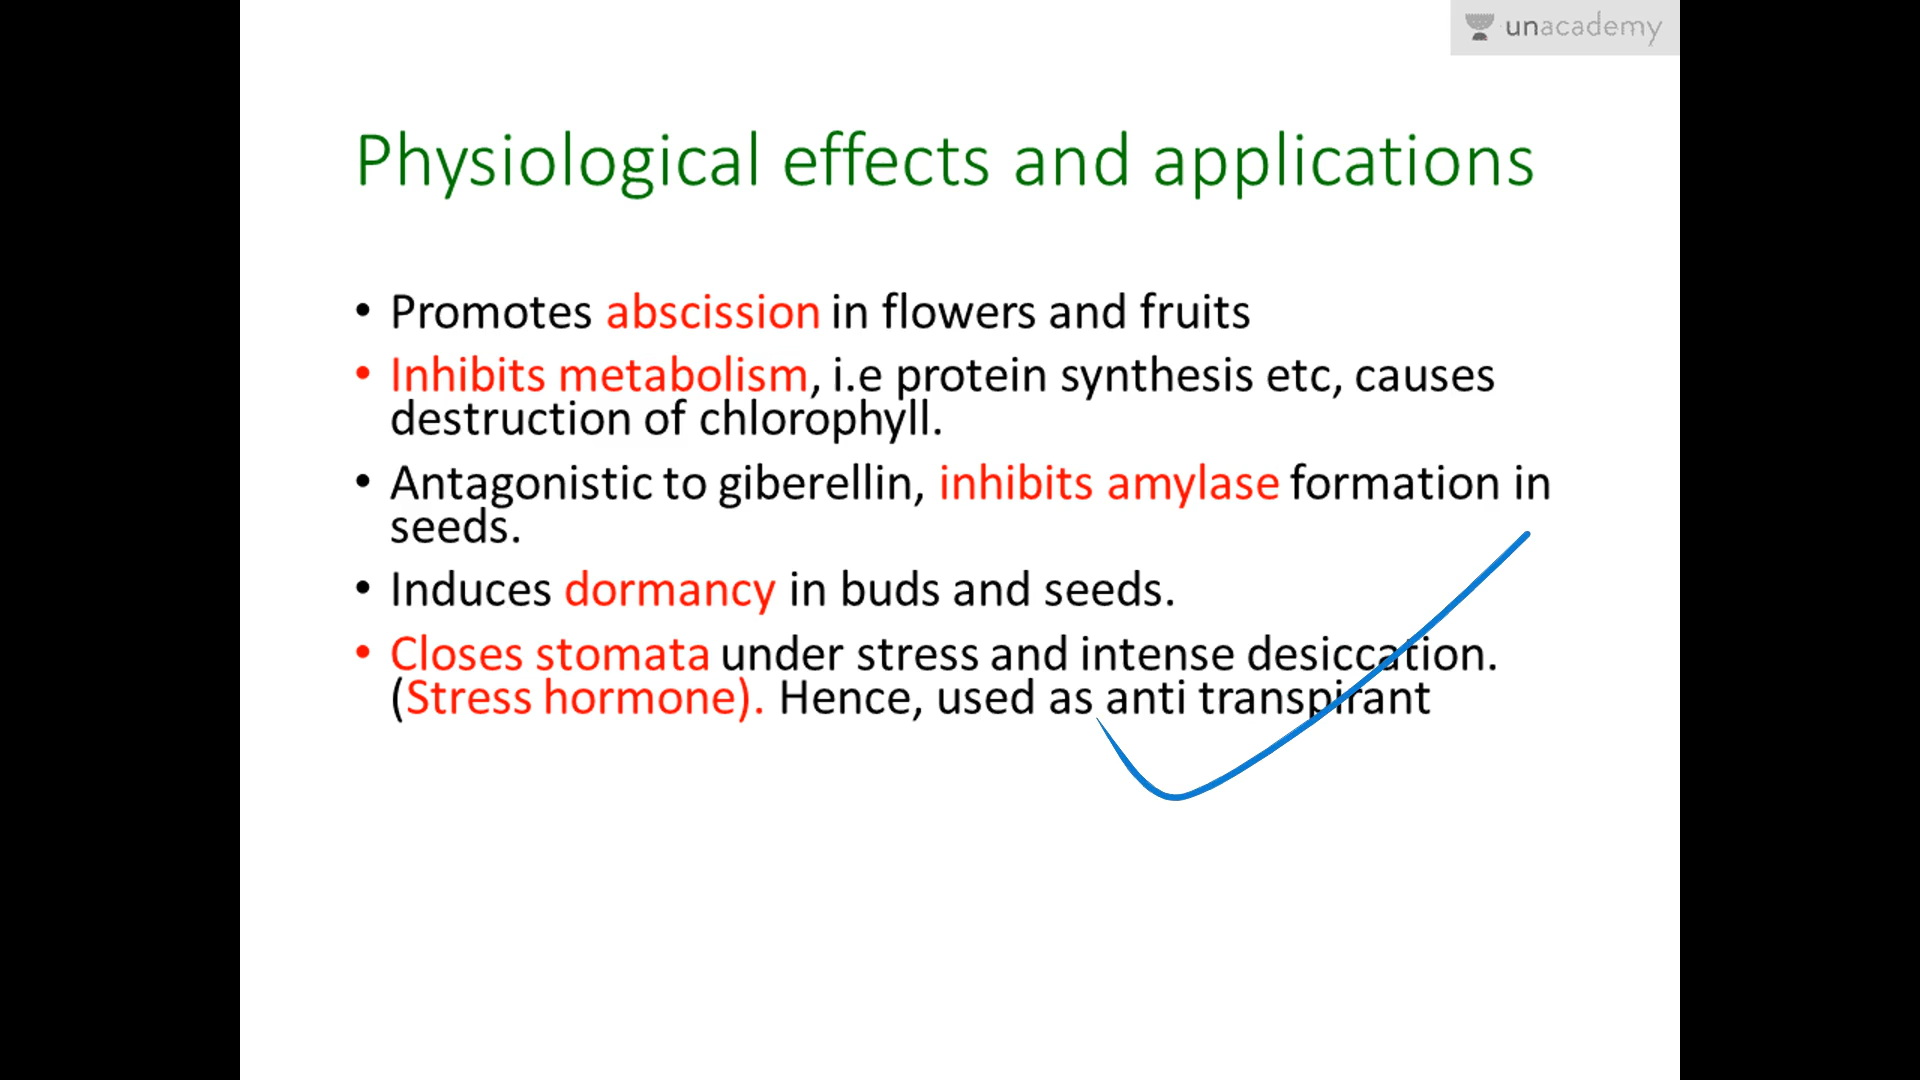 unacademy
Physiological effects and applications
• Promotes abscission in flowers and fruits
• Inhibits metabolism, i.e protein synthesis etc, causes
destruction of chlorophyll.
• Antagonistic to giberellin, inhibits amylase formation in
seeds.
• Induces dormancy in buds and seeds.
• Closes stomata under stress and intense desiccation.
(Stress hormone). Hence, used as anti transpirant